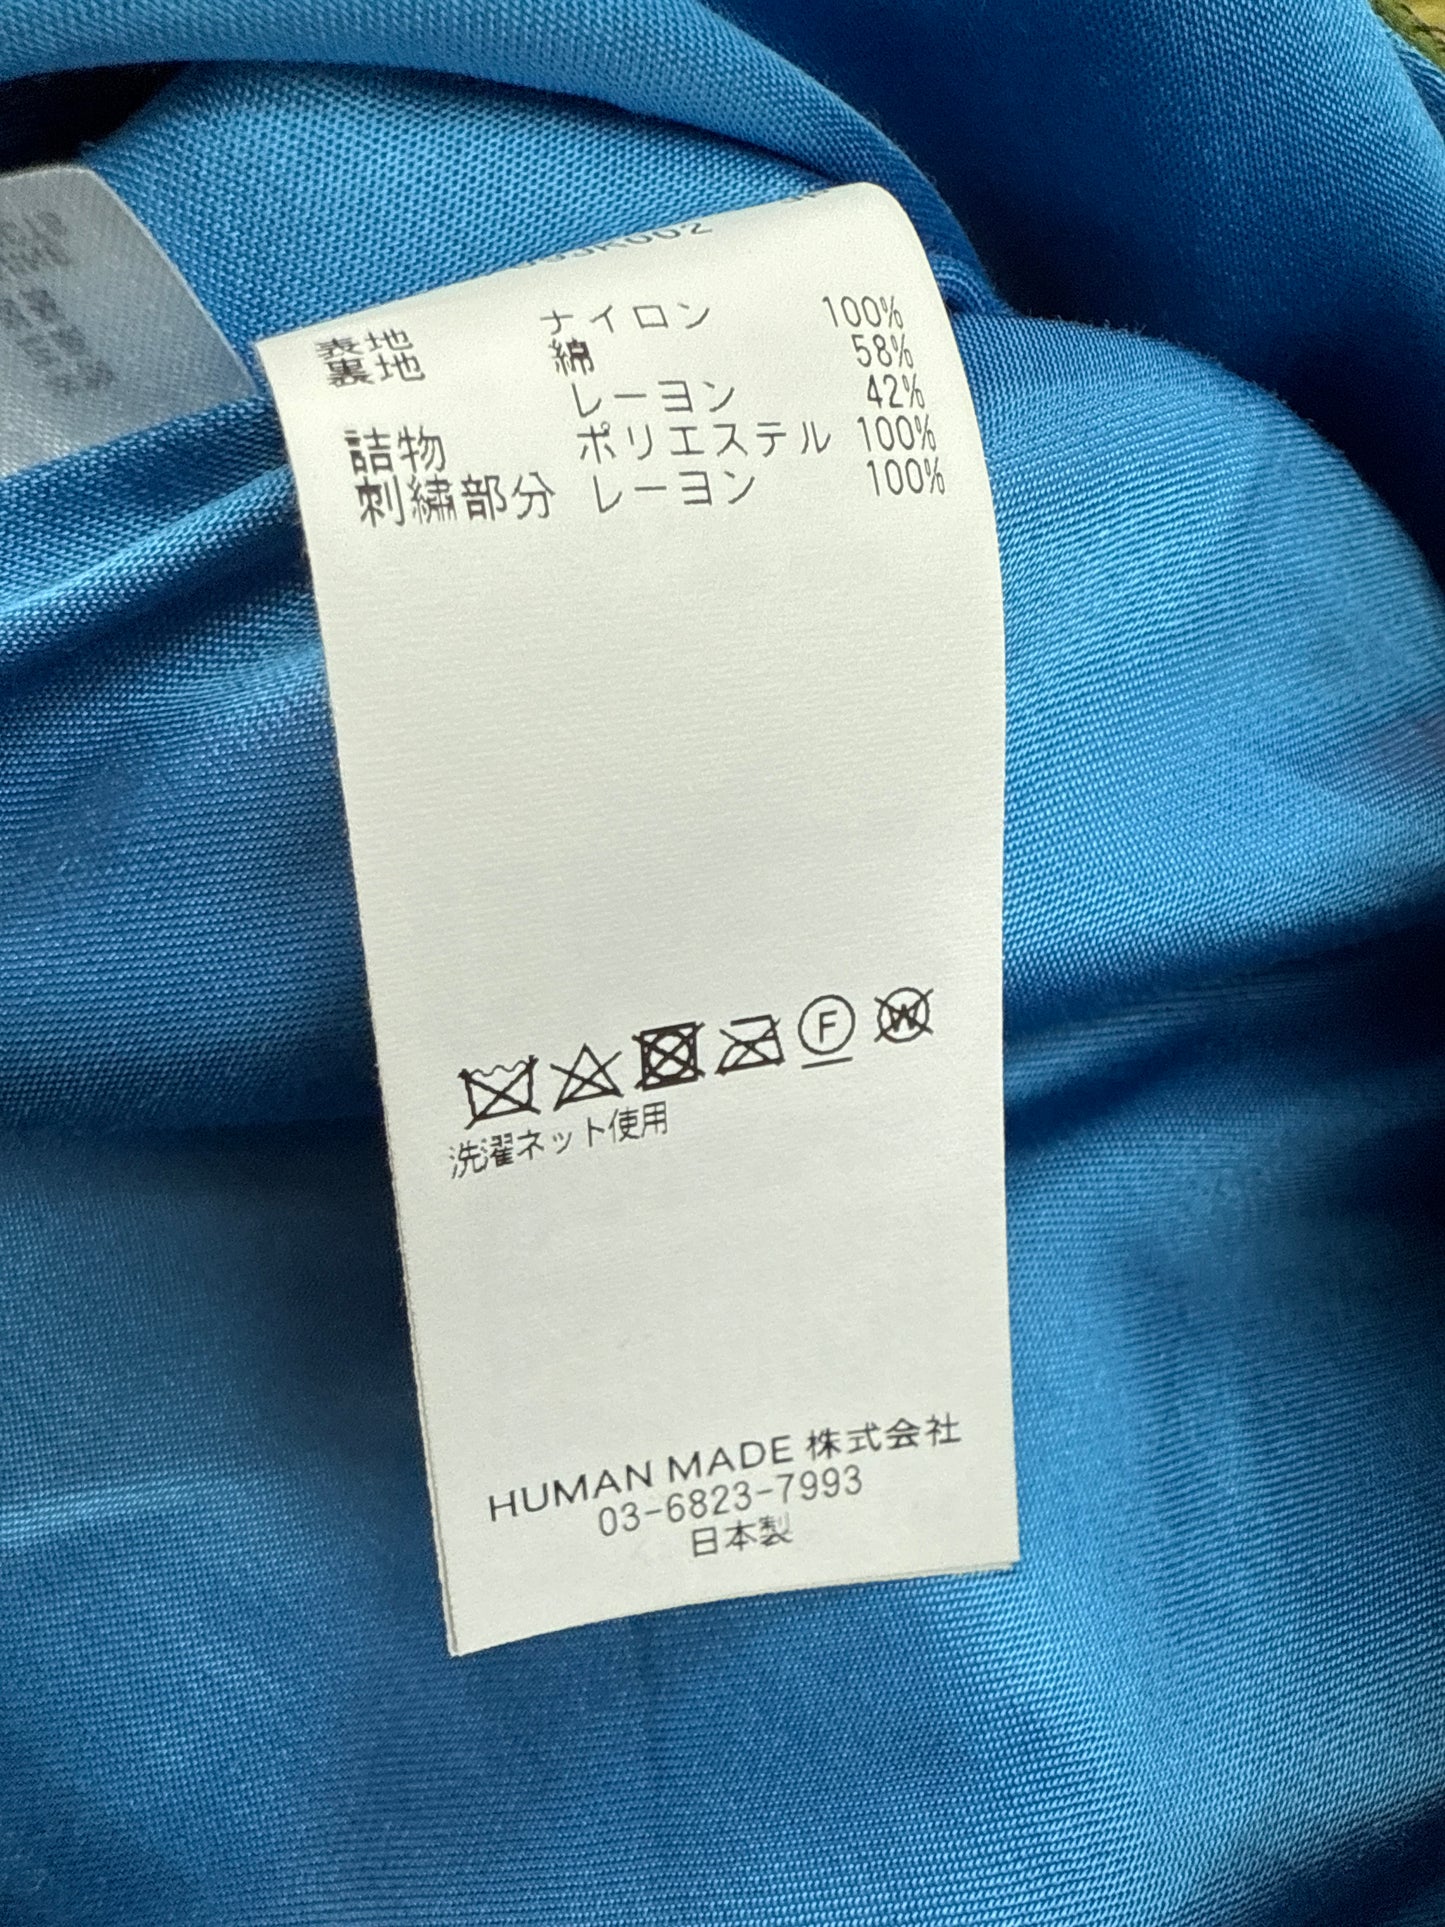 表地 ナイロン 100%
裏地 綿 58%
レーヨン 42%
詰物 ポリエステル 100%
刺繍部分 レーヨン 100%
F W
洗濯ネット使用
HUMAN MADE 株式会社
03-6823-7993
日本製